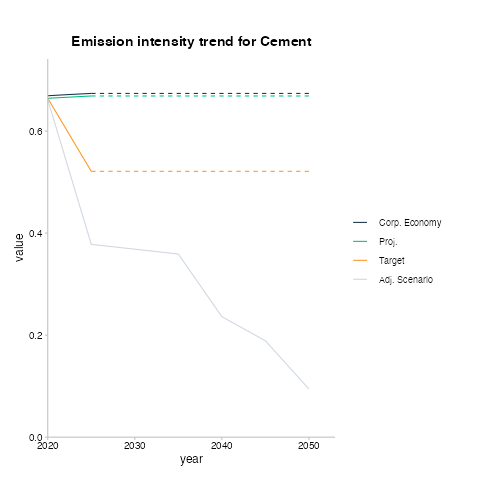 Emission intensity trend for Cement
value
0.6
0.4
0.2
0.0
2020
2030
2040
2050
year
Corp. Economy
Proj.
Target
Adj. Scenario